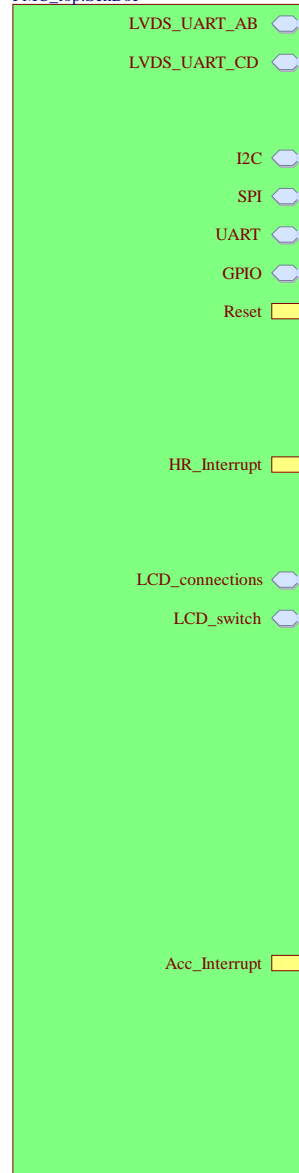 LVDS_UART_AB
LVDS_UART_CD
I2C
SPI
UART
GPIO
Reset
HR_Interrupt
LCD_connections
LCD_switch
Acc_Interrupt